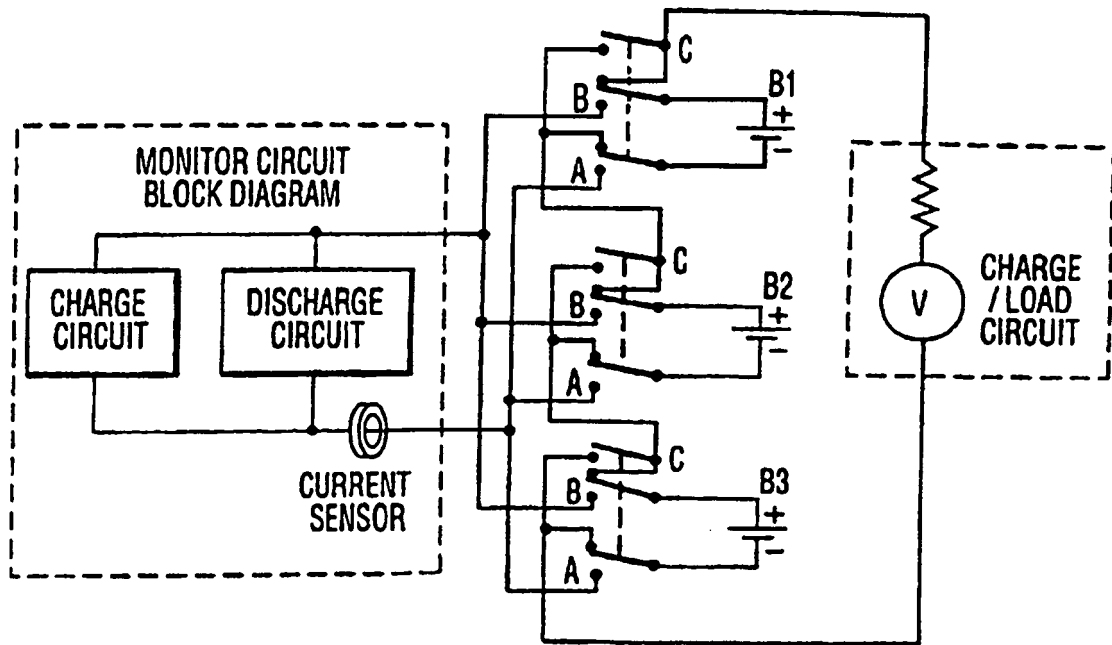 MONITOR CIRCUIT
BLOCK DIAGRAM
CHARGE
CIRCUIT
DISCHARGE
CIRCUIT
CURRENT
SENSOR
C
B
A
B1
+
-
C
B
A
B2
+
-
C
B
A
B3
+
-
V
CHARGE
/LOAD
CIRCUIT